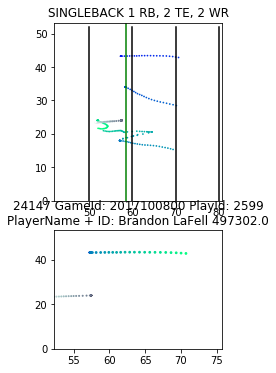 SINGLEBACK 1 RB, 2 TE, 2 WR
50
40
30
20
10
0
50 60 70 80
24147 GameId: 2017100800 PlayId: 2599
PlayerName + ID: Brandon LaFell 497302.0
40
20
0
55 60 65 70 75